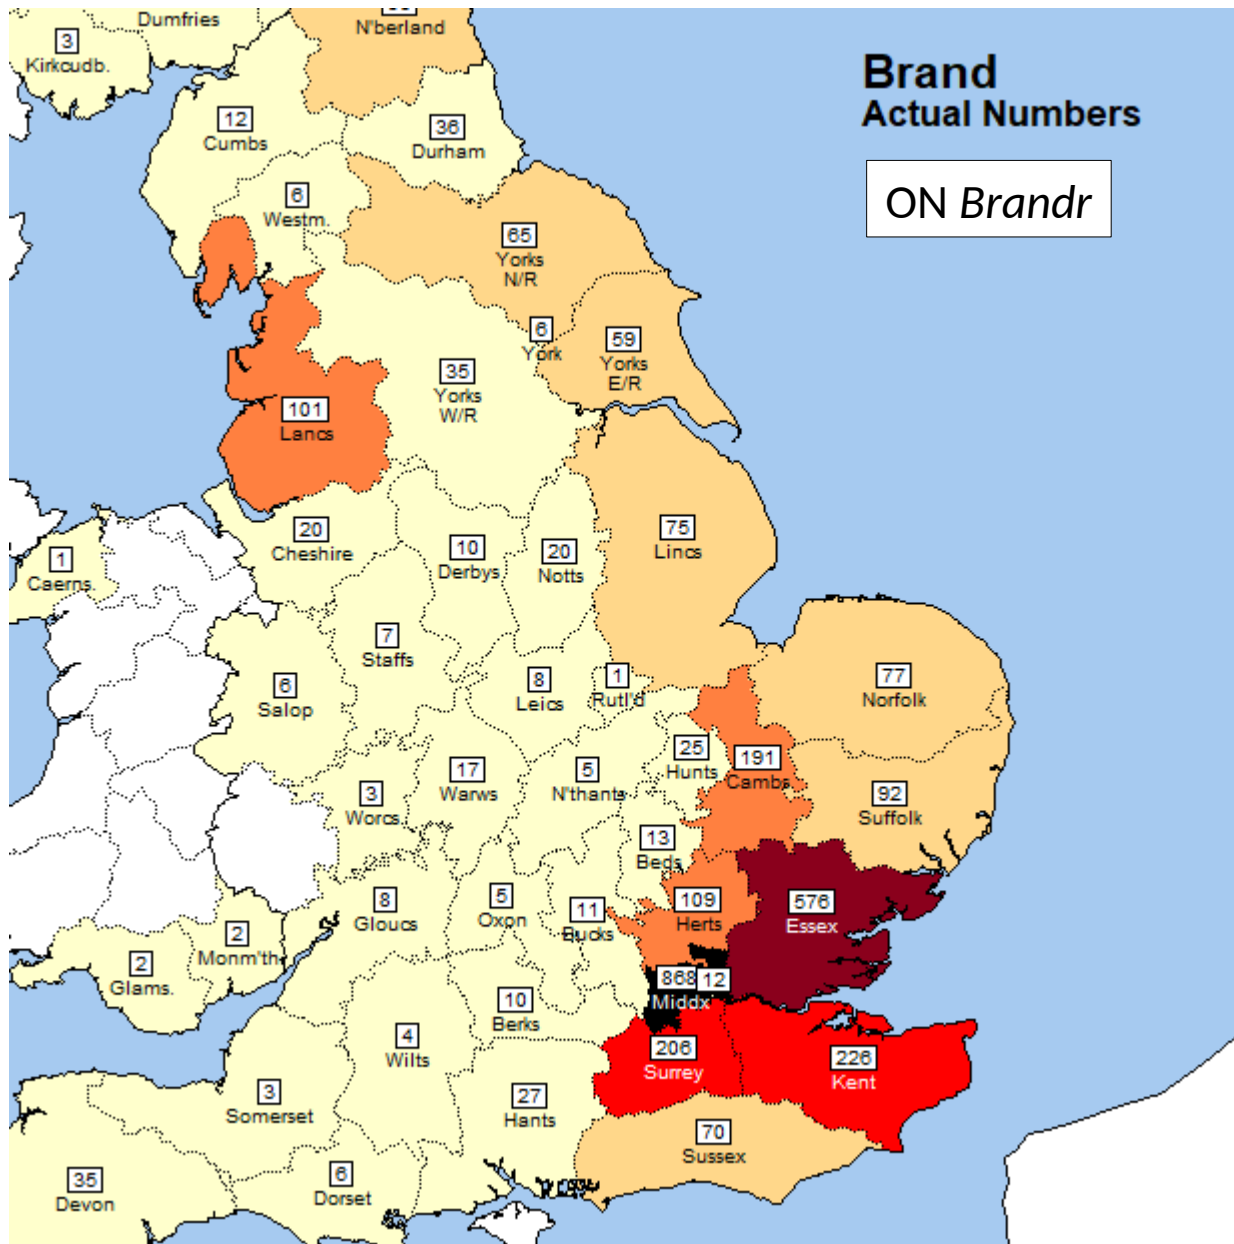 Dumfries
N'berland
3
Kirkcudb.
Brand
Actual Numbers
ON Brandr
12
Cumbs
36
Durham
6
Westm.
65
Yorks
N/R
6
York
59
Yorks
E/R
35
Yorks
W/R
101
Lancs
20
Cheshire
10
Derbys
20
Notts
75
Lincs
1
Caerns.
7
Staffs
6
Salop
8
Leics
1
Rutl'd
77
Norfolk
25
Hunts
191
Cambs
17
Warws
5
N'thants
3
Worcs.
92
Suffolk
13
Beds
8
Gloucs
5
Oxon
11
Bucks
109
Herts
576
Essex
2
Monm'th
2
Glams.
868
12
Middx
10
Berks
4
Wilts
206
Surrey
226
Kent
3
Somerset
27
Hants
70
Sussex
35
Devon
6
Dorset